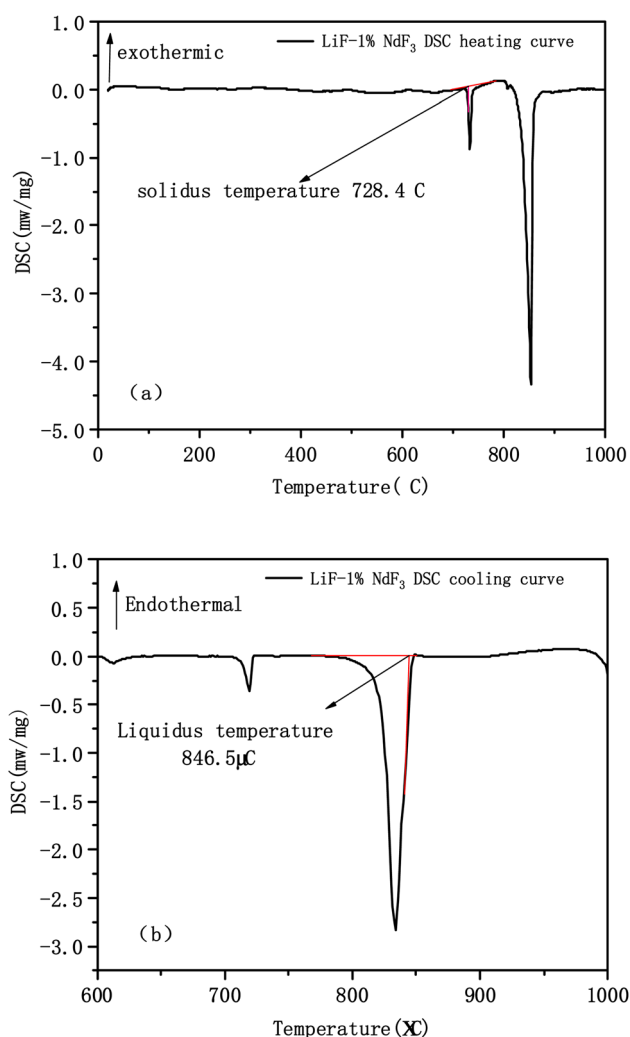 1.0
exothermic
LiF-1% NdF₃ DSC heating curve
0.0
-1.0
solidus temperature 728.4 C
-2.0
DSC(mw/mg)
-3.0
-4.0
(a)
-5.0
0 200 400 600 800 1000
Temperature( C)
1.0
LiF-1% NdF₃ DSC cooling curve
0.5
Endothermal
0.0
-0.5
Liquidus temperature
846.5μC
-1.0
DSC(mw/mg)
-1.5
-2.0
-2.5
(b)
-3.0
600 700 800 900 1000
Temperature(XC)